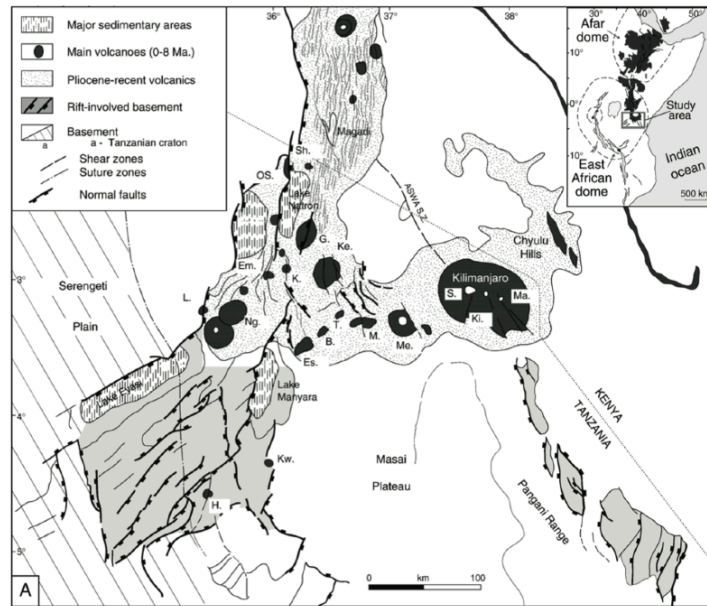 36°
37°
38°
A
Major sedimentary areas
Main volcanoes (0-8 Ma.)
Pliocene-recent volcanics
Rift-involved basement
Basement
a
a - Tanzanian craton
Shear zones
Suture zones
Normal faults
30°
40°
50°
Afar
dome
10°
0°
10°
Study
area
East
African
dome
Indian
ocean
500 km
Magadi
Sh.
OS.
Lake
Natron
ASWA S.Z.
G.
Ke.
Chyulu
Hills
Em.
K.
3°
Kilimanjaro
Serengeti
Plain
L.
S.
Ma.
Ng.
T.
Ki.
B.
M.
Me.
Es.
Lake Eyasi
Lake
Manyara
KENYA
TANZANIA
4°
Kw.
Masai
Plateau
H.
Pangani Range
5°
A
0
km
100